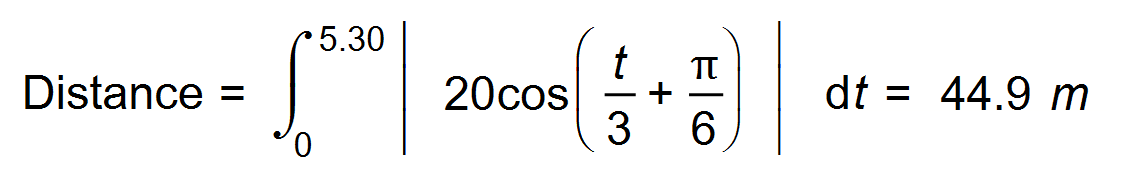 Distance = ∫₀^5.30 | 20cos(t/3 + π/6) | dt = 44.9 m